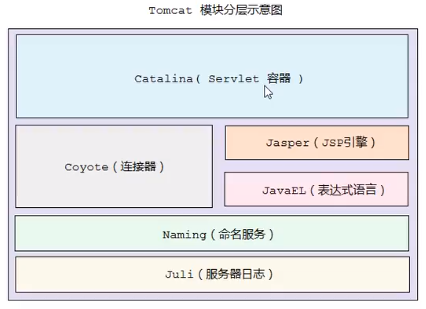 Tomcat 模块分层示意图
Catalina( Servlet 容器 )
Coyote（连接器）
Jasper（JSP引擎）
JavaEL（表达式语言）
Naming（命名服务）
Juli（服务器日志）